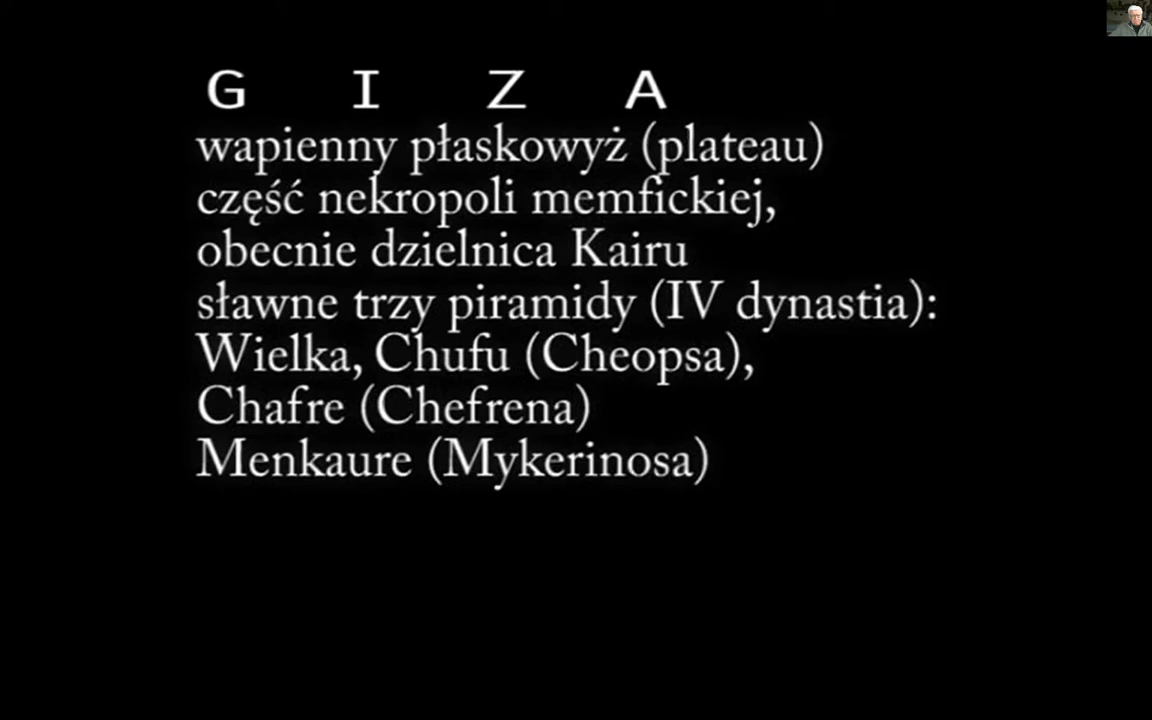 G I Z A
wapienny płaskowyż (plateau)
część nekropoli memfickiej,
obecnie dzielnica Kairu
sławne trzy piramidy (IV dynastia):
Wielka, Chufu (Cheopsa),
Chafre (Chefrena)
Menkaure (Mykerinosa)